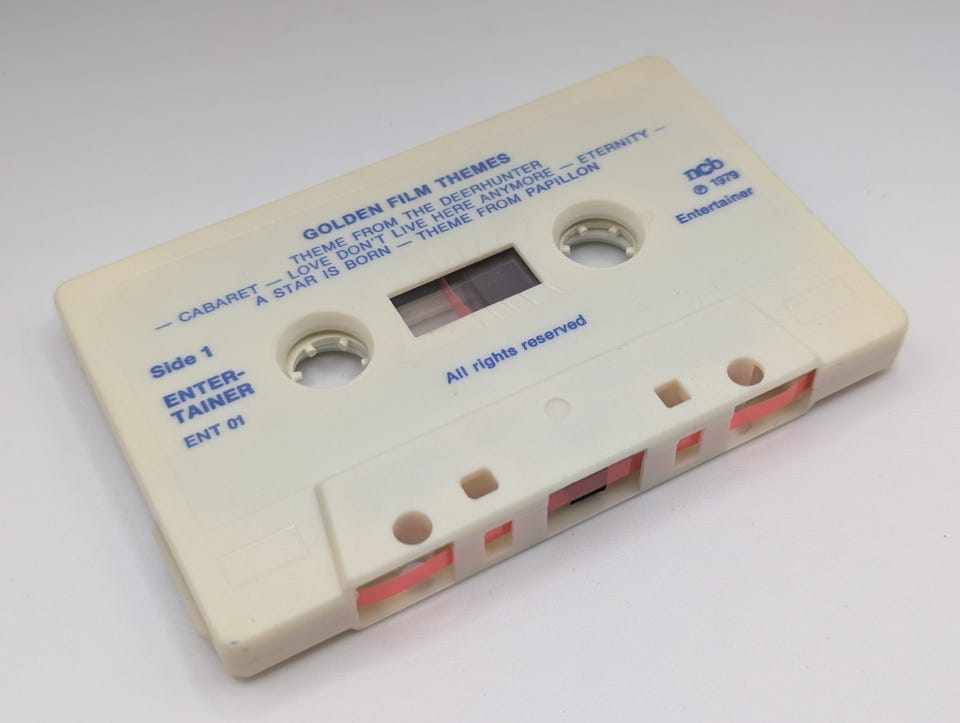 GOLDEN FILM THEMES
THEME FROM THE DEERHUNTER
— CABARET — LOVE DON'T LIVE HERE ANYMORE — ETERNITY —
A STAR IS BORN — THEME FROM PAPILLON
ncb
℗ 1979
Entertainer
Side 1
ENTER-
TAINER
ENT 01
All rights reserved